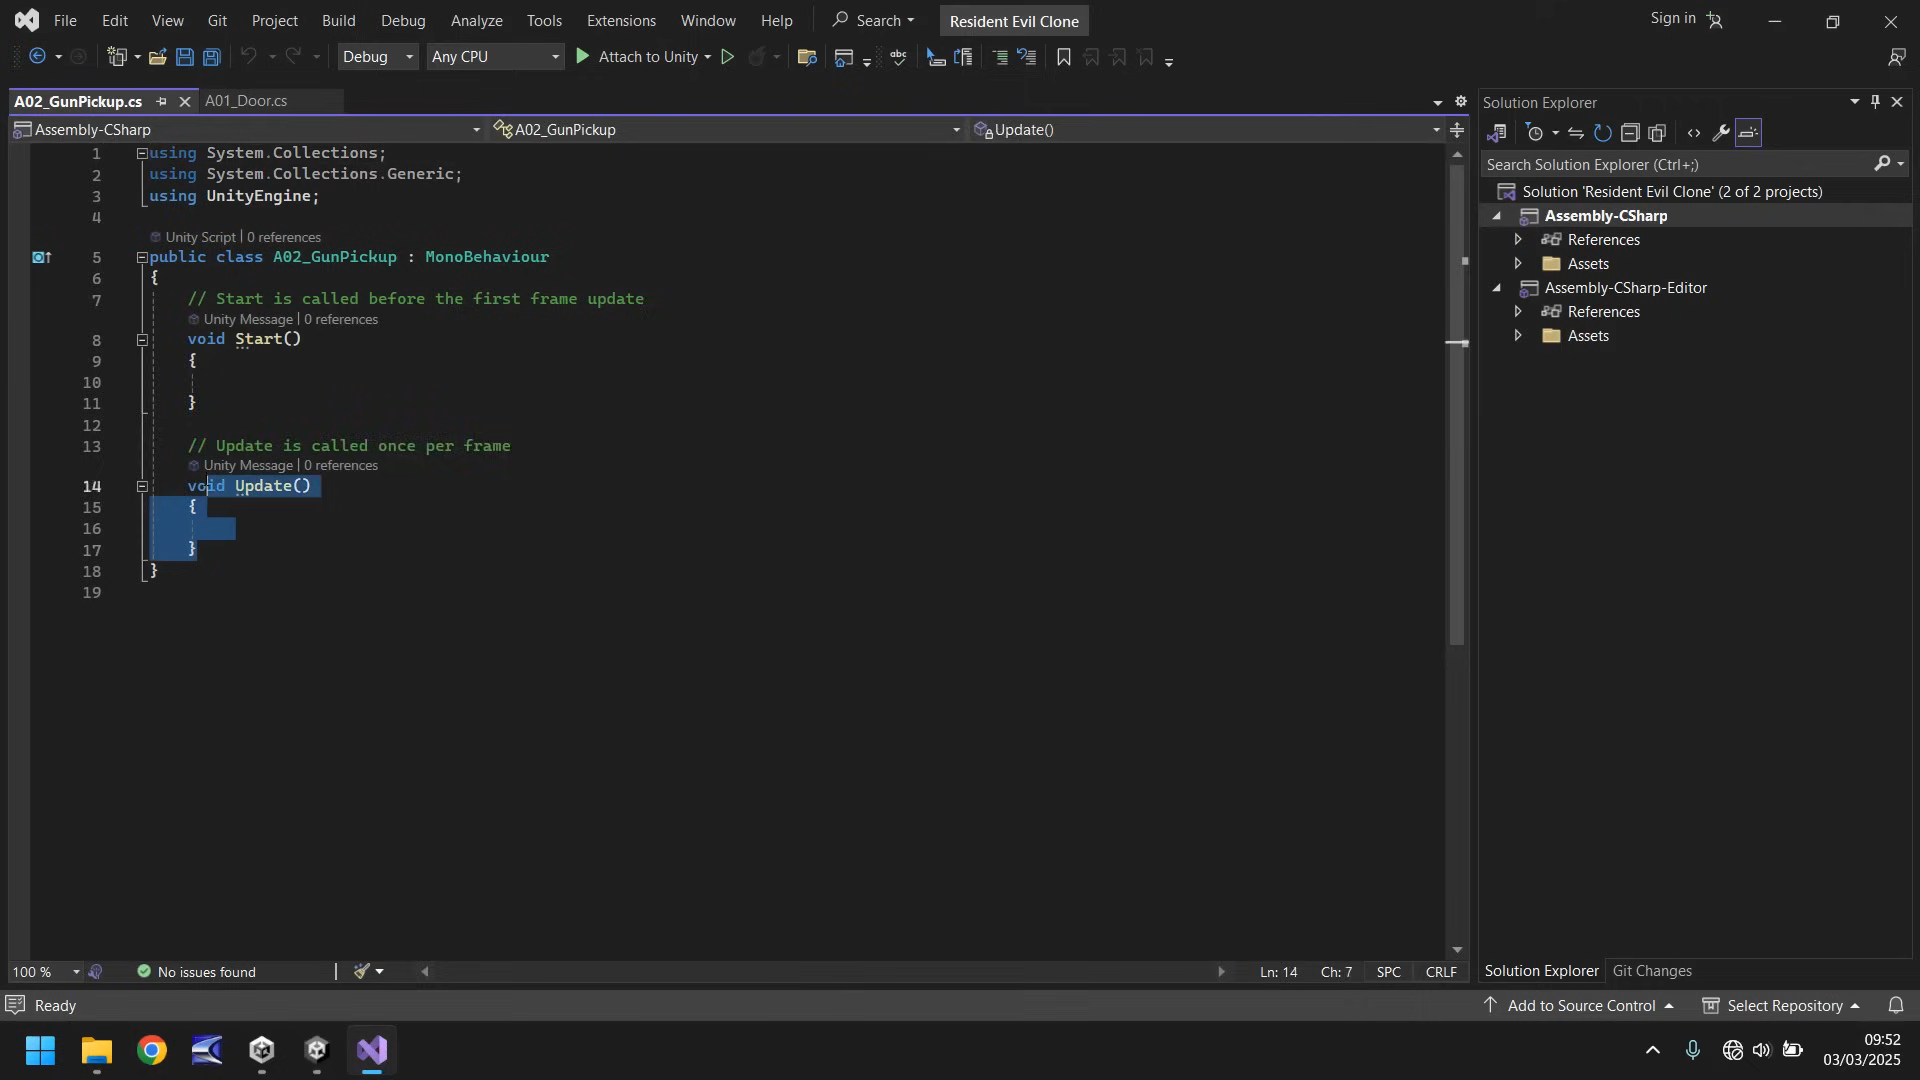 File Edit View Git Project Build Debug Test Analyze Tools Extensions Window Help Search Resident Evil Clone Sign in
Debug Any CPU Attach to Unity
A02_GunPickup.cs A01_Door.cs
Assembly-CSharp A02_GunPickup Update()
1 using System.Collections;
2 using System.Collections.Generic;
3 using UnityEngine;
4
Unity Script | 0 references
5 public class A02_GunPickup : MonoBehaviour
6 {
7 // Start is called before the first frame update
Unity Message | 0 references
8 void Start()
9 {
10
11 }
12
13 // Update is called once per frame
Unity Message | 0 references
14 void Update()
15 {
16
17 }
18 }
19
100 % No issues found Ln: 14 Ch: 7 SPC CRLF
Solution Explorer
Search Solution Explorer (Ctrl+;)
Solution 'Resident Evil Clone' (2 of 2 projects)
Assembly-CSharp
References
Assets
Assembly-CSharp-Editor
References
Assets
Solution Explorer Git Changes
Ready Add to Source Control Select Repository
09:52
03/03/2025